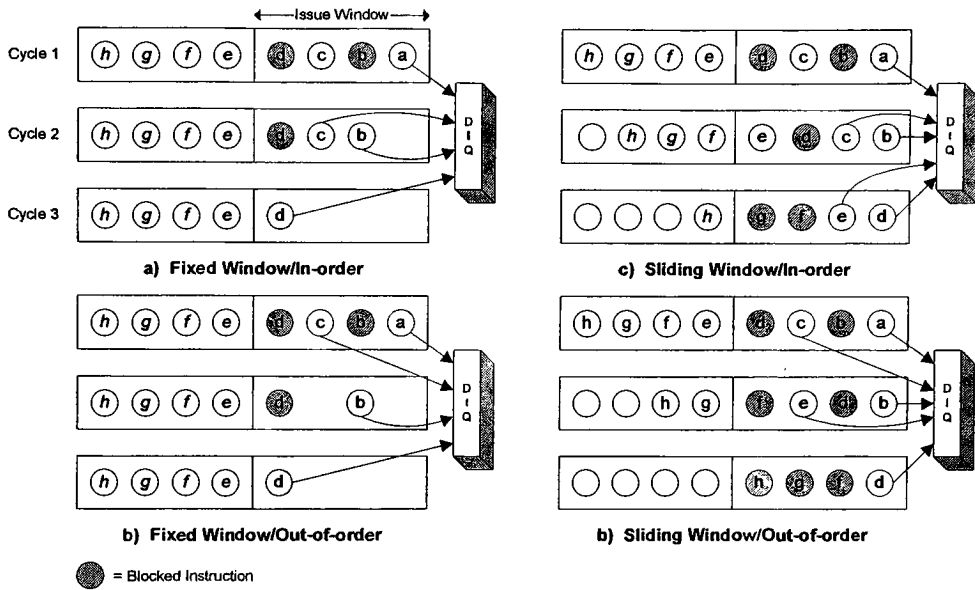 Issue Window
Cycle 1
h g f e d c b a
h g f e d c b a
Cycle 2
h g f e d c b
h g f e d c b
D I Q
D I Q
Cycle 3
h g f e d
h g f e d
a) Fixed Window/In-order
c) Sliding Window/In-order
h g f e d c b a
h g f e d c b a
h g f e d b
h g f e d b
D I Q
D I Q
h g f e d
h g f d
b) Fixed Window/Out-of-order
b) Sliding Window/Out-of-order
= Blocked Instruction